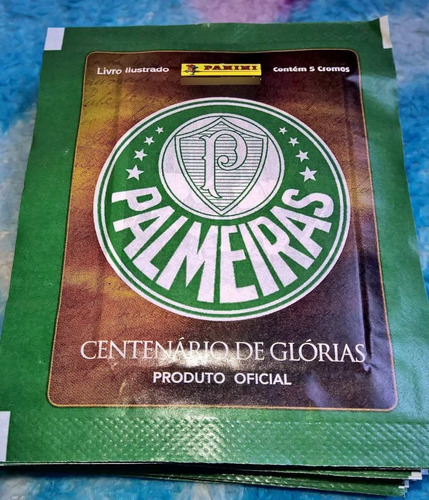 Livro ilustrado PANINI Contém 5 Cromos
P
PALMEIRAS
CENTENÁRIO DE GLÓRIAS
PRODUTO OFICIAL